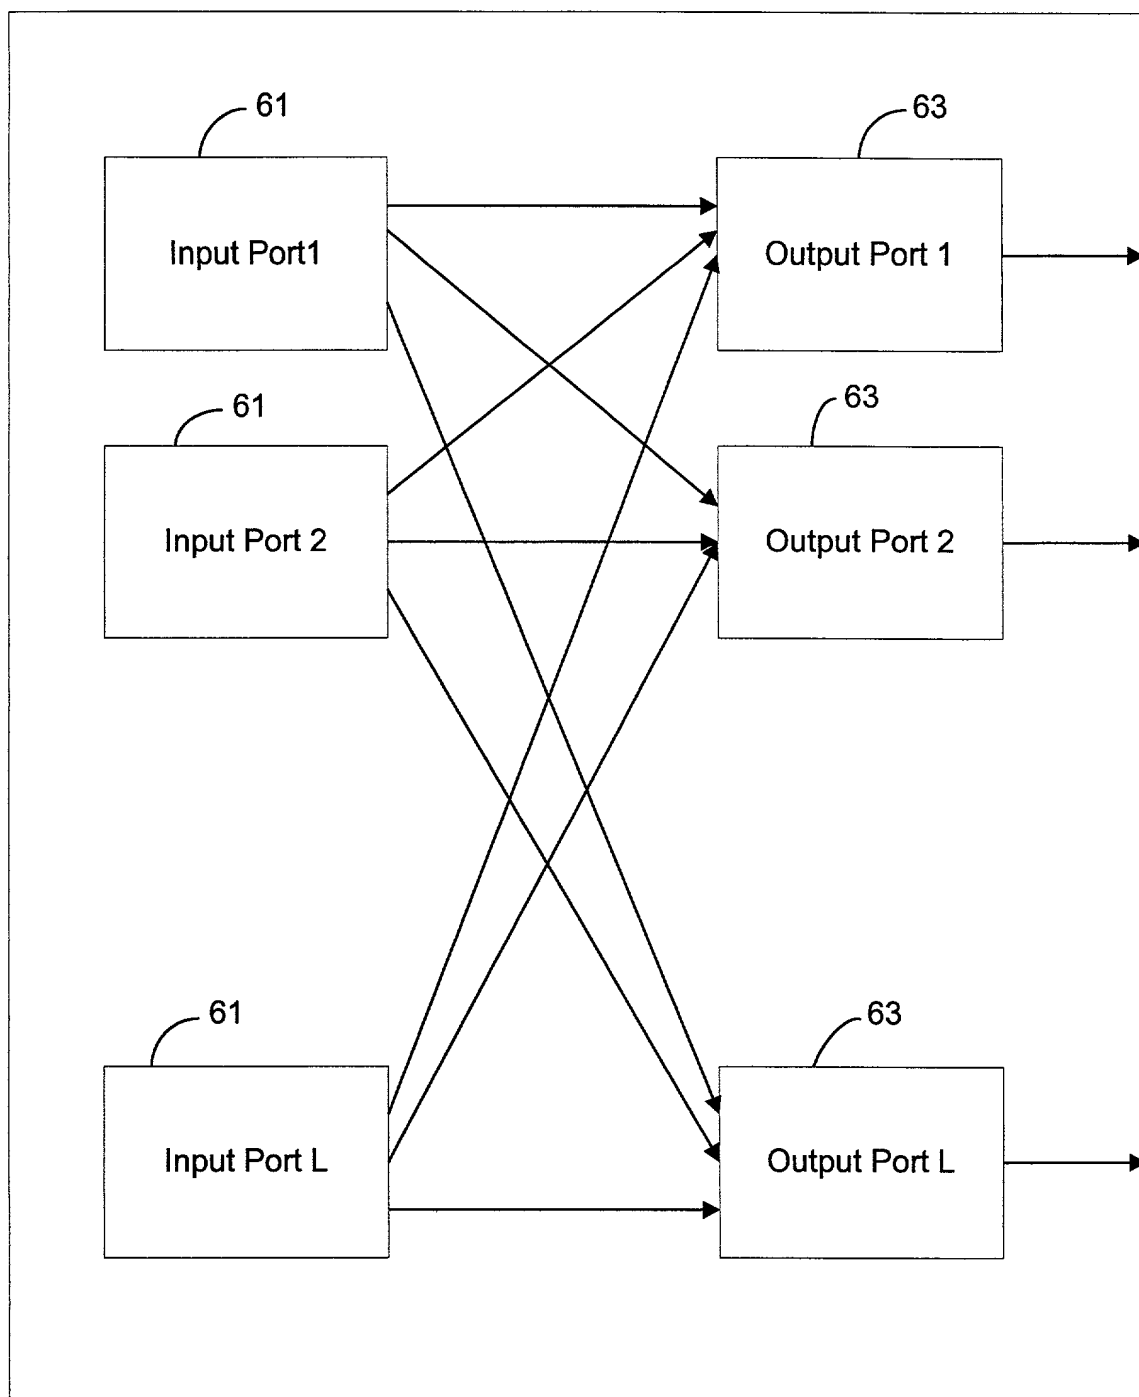 61
63
Input Port1
Output Port 1
61
63
Input Port 2
Output Port 2
61
63
Input Port L
Output Port L